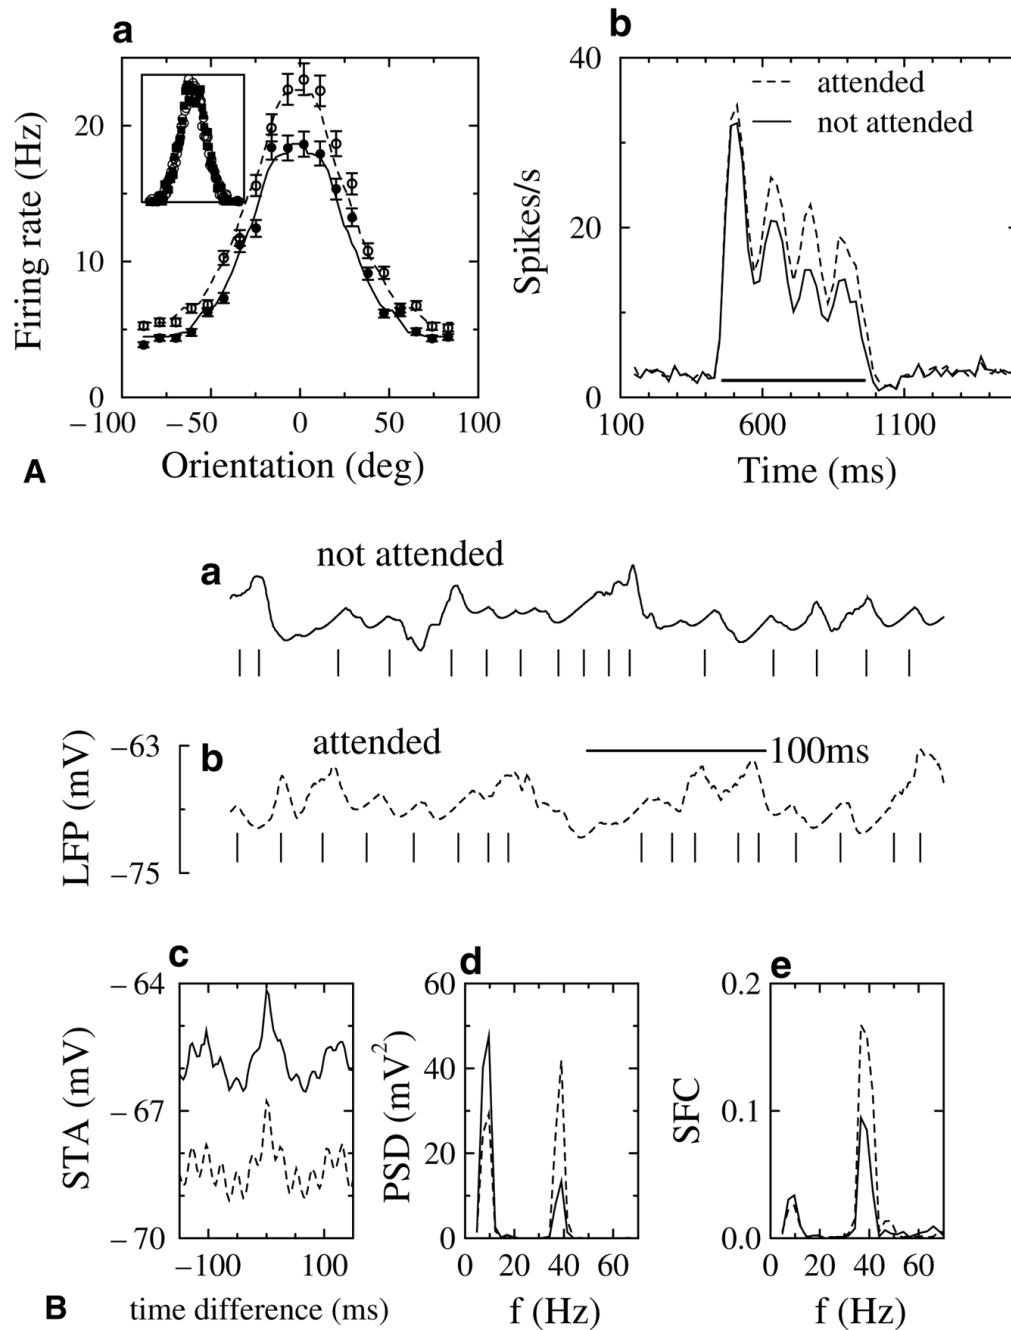 a
b
40
attended
not attended
20
Firing rate (Hz)
10
Spikes/s
20
0
0
−100
−50
0
50
100
100
600
1100
Orientation (deg)
Time (ms)
A
a
not attended
−63
attended
100ms
b
LFP (mV)
−75
c
d
e
−64
60
0.2
40
STA (mV)
−67
PSD (mV²)
SFC
0.1
20
−70
0
0.0
−100
100
0
20
40
60
0
20
40
60
B
time difference (ms)
f (Hz)
f (Hz)